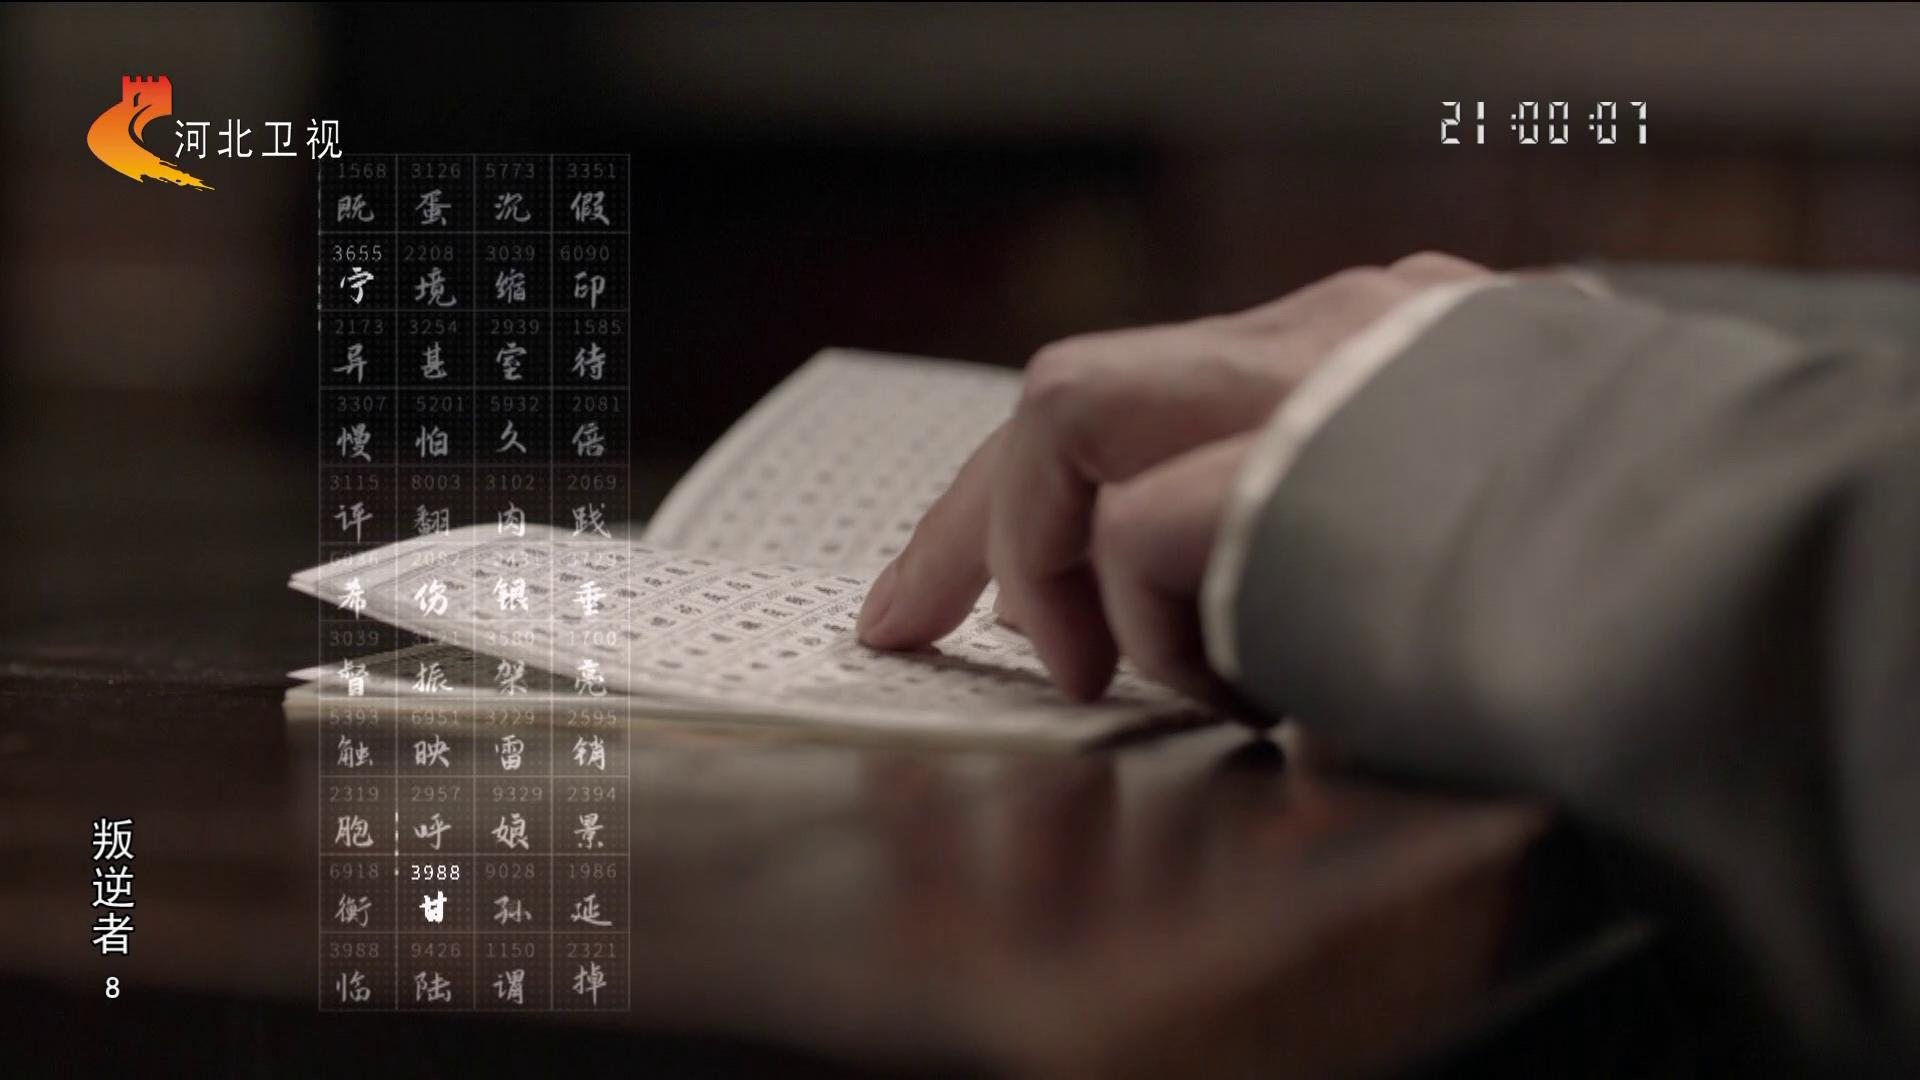 河北卫视
21:00:07
1568 3126 5773 3351
既 蛋 沉 假
3655 2208 3039 6090
宁 境 缩 印
2173 3254 2939 1585
异 甚 室 待
3307 5201 5932 2081
慢 怕 久 倍
3115 8003 3102 2069
评 翻 肉 践
希 伤 银 垂
3039 3121 3580 1700
督 振 架 亮
5393 6951 3229 2595
触 映 雷 销
2319 2957 9329 2394
胞 呼 娘 景
6918 3988 9028 1986
衡 甘 孙 延
3988 9426 1150 2321
临 陆 谓 掉
叛逆者
8